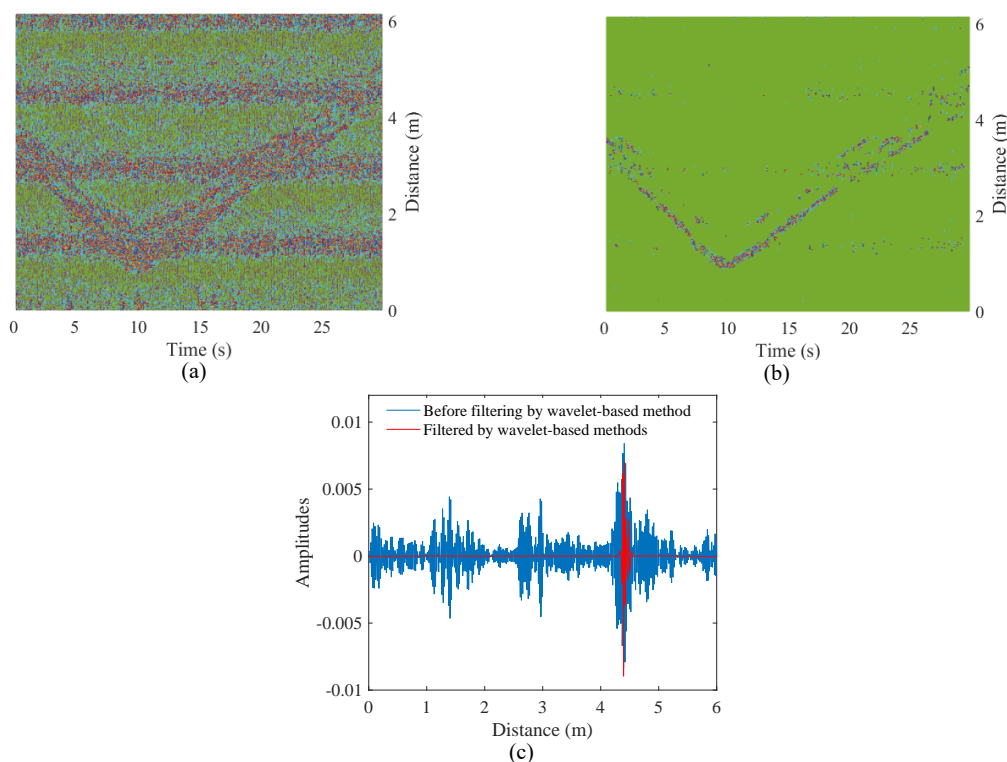 6
4
2
0
Distance (m)
0 5 10 15 20 25
Time (s)
(a)
6
4
2
0
Distance (m)
0 5 10 15 20 25
Time (s)
(b)
Before filtering by wavelet-based method
Filtered by wavelet-based methods
0.01
0.005
0
-0.005
-0.01
Amplitudes
0 1 2 3 4 5 6
Distance (m)
(c)